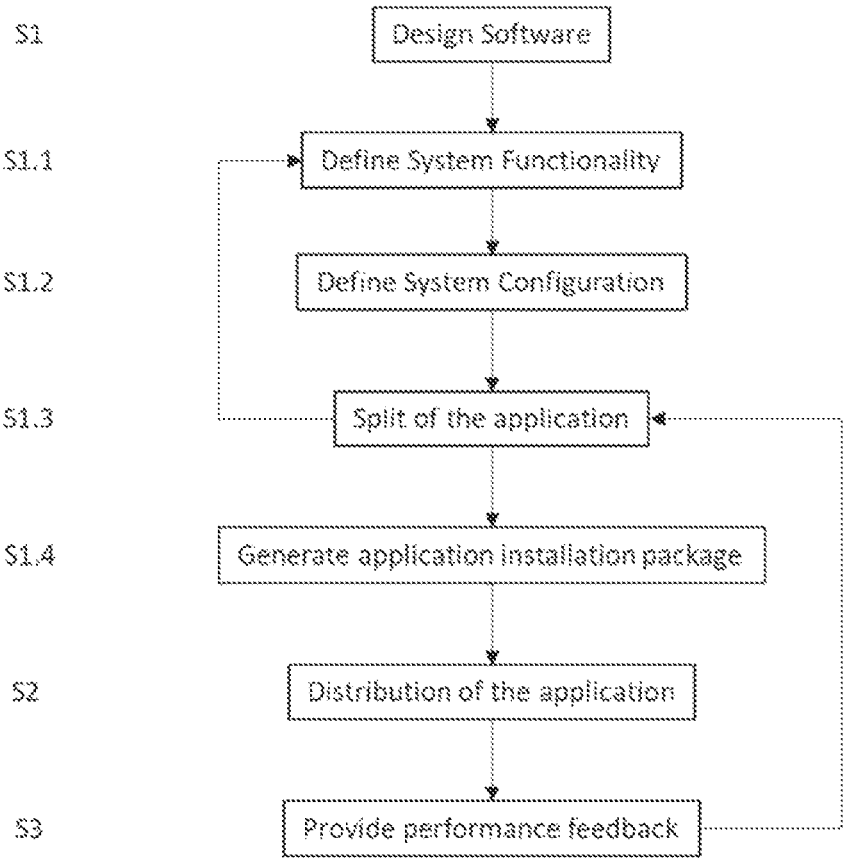 S1 Design Software
S1.1 Define System Functionality
S1.2 Define System Configuration
S1.3 Split of the application
S1.4 Generate application installation package
S2 Distribution of the application
S3 Provide performance feedback